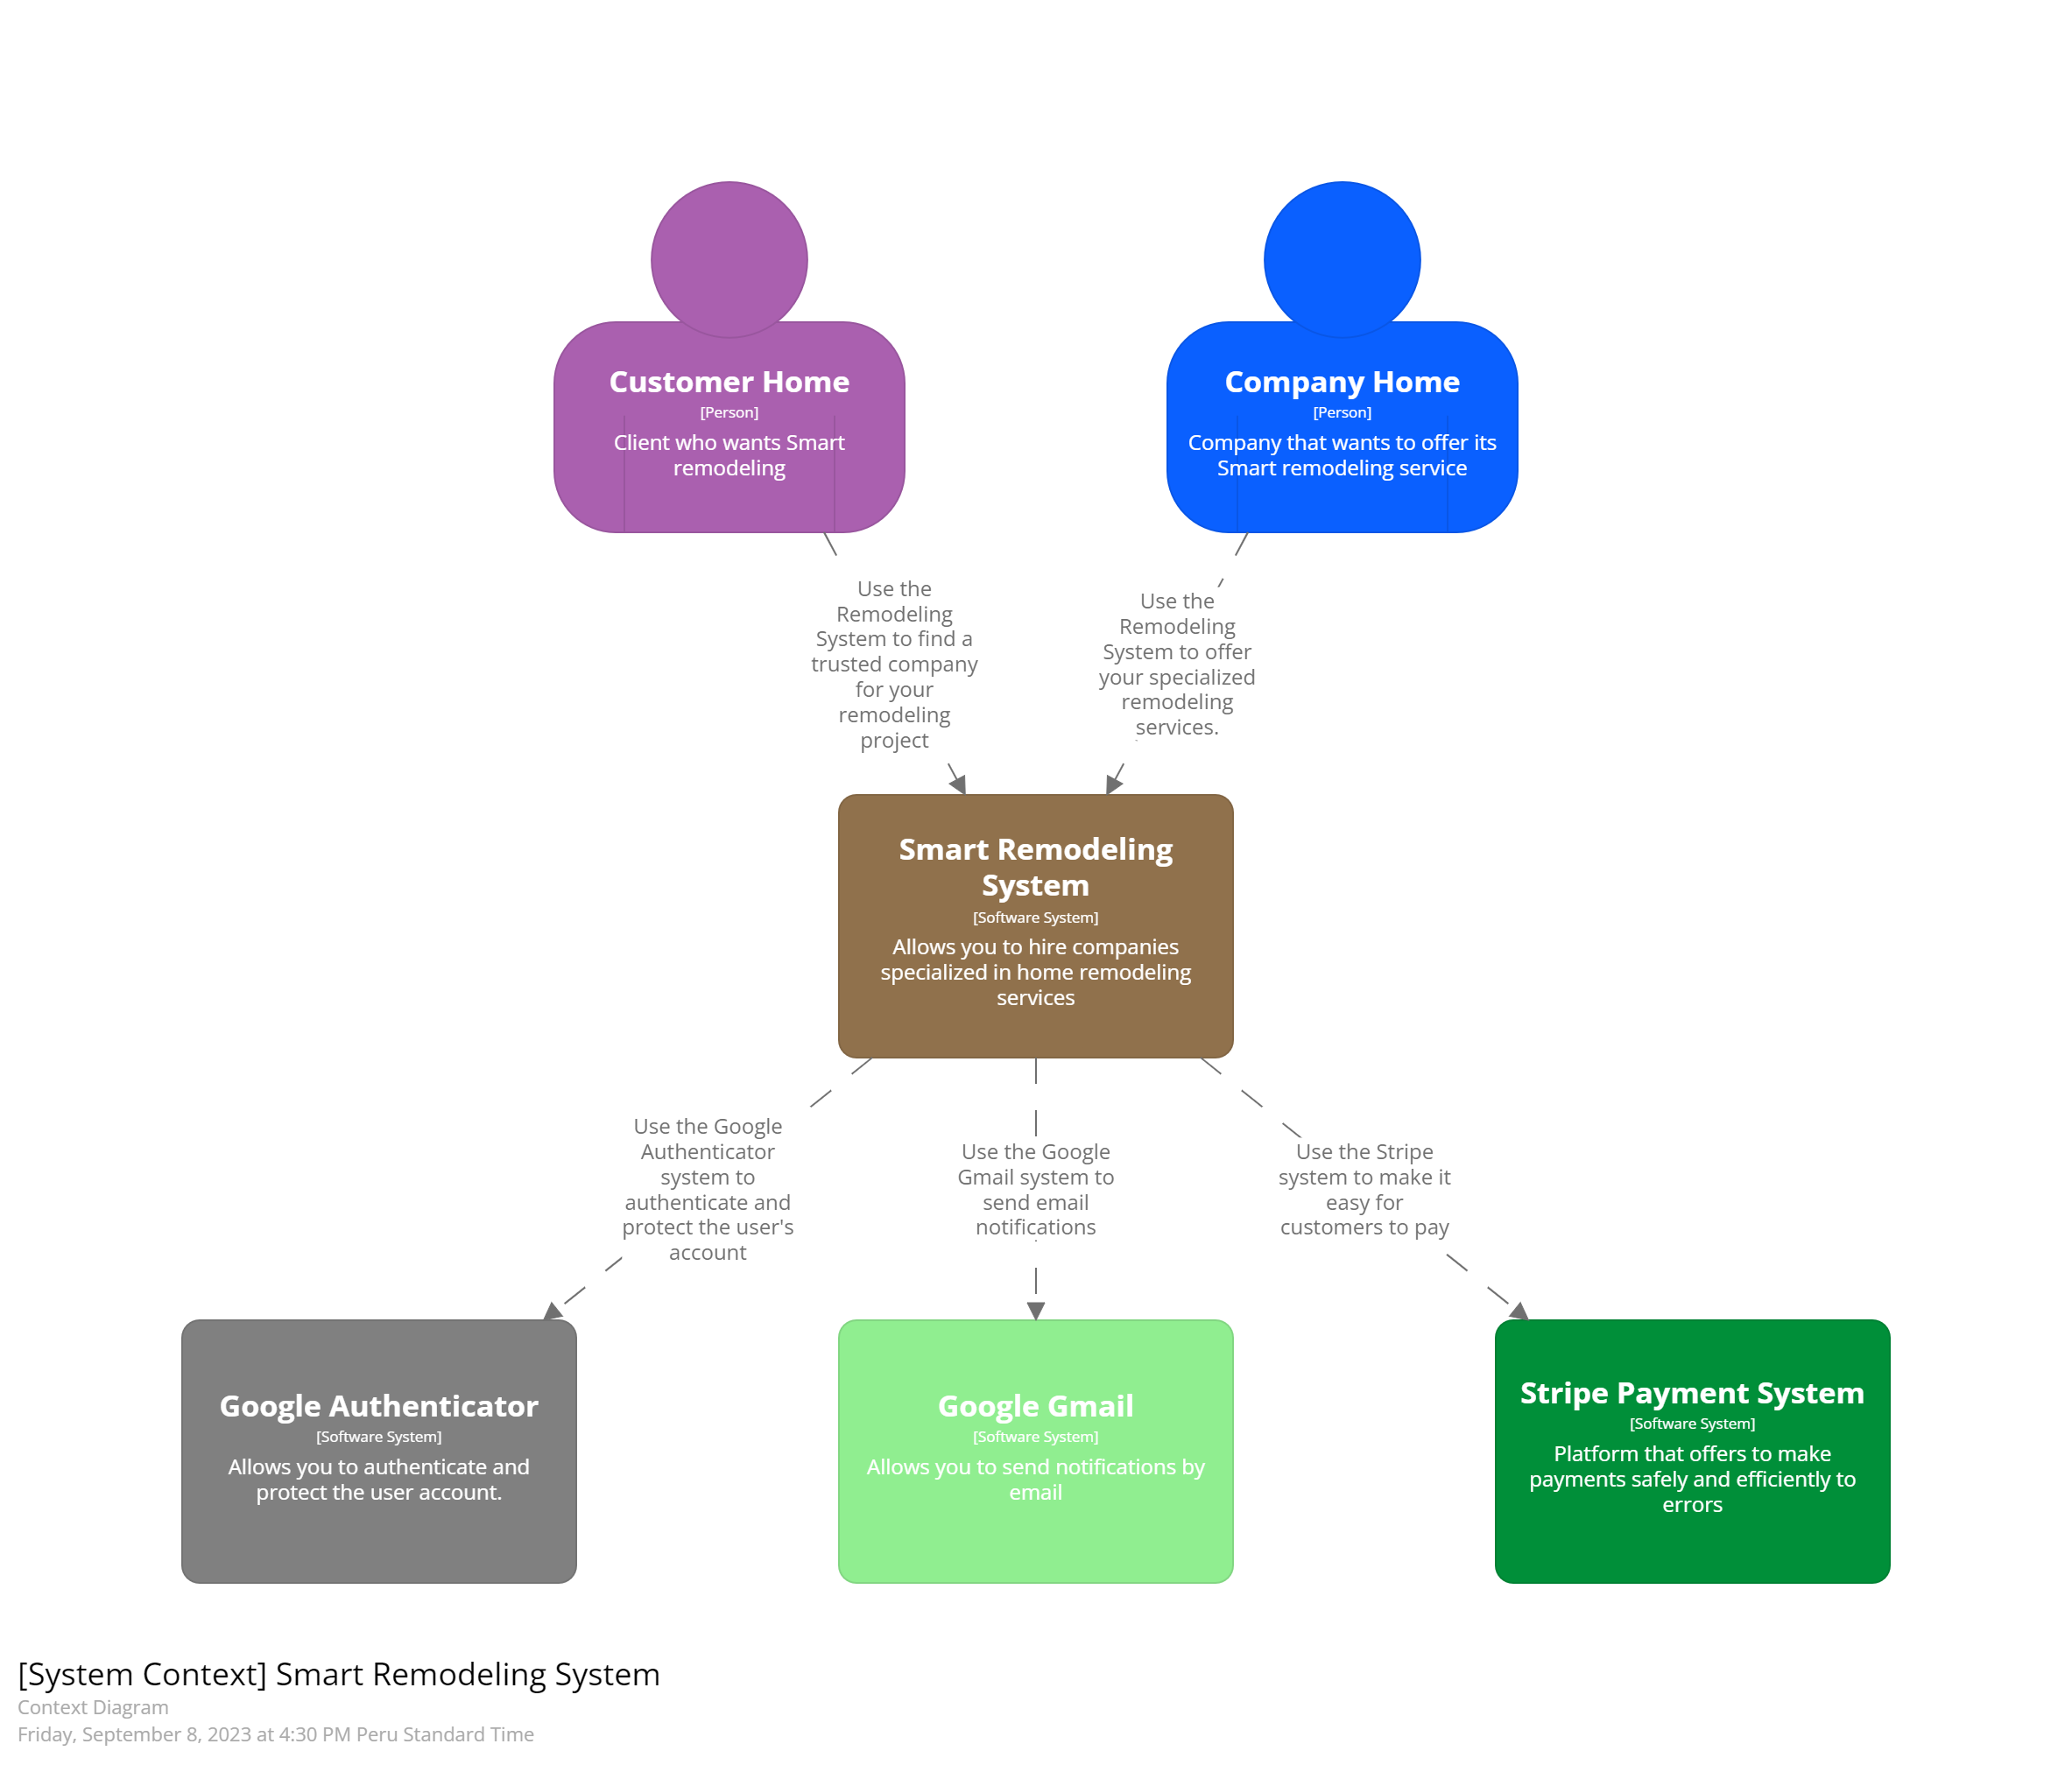 Customer Home
[Person]
Client who wants Smart
remodeling
Company Home
[Person]
Company that wants to offer its
Smart remodeling service
Use the
Remodeling
System to find a
trusted company
for your
remodeling
project
Use the
Remodeling
System to offer
your specialized
remodeling
services.
Smart Remodeling
System
[Software System]
Allows you to hire companies
specialized in home remodeling
services
Use the Google
Authenticator
system to
authenticate and
protect the user's
account
Use the Google
Gmail system to
send email
notifications
Use the Stripe
system to make it
easy for
customers to pay
Google Authenticator
[Software System]
Allows you to authenticate and
protect the user account.
Google Gmail
[Software System]
Allows you to send notifications by
email
Stripe Payment System
[Software System]
Platform that offers to make
payments safely and efficiently to
errors
[System Context] Smart Remodeling System
Context Diagram
Friday, September 8, 2023 at 4:30 PM Peru Standard Time